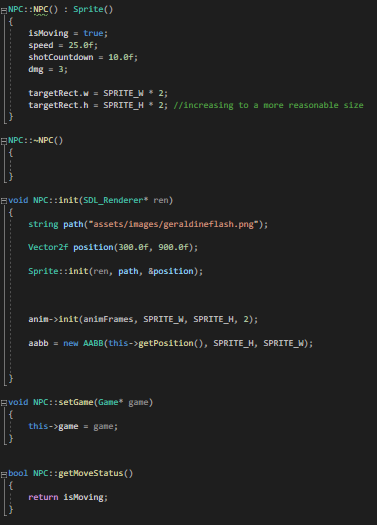 NPC::NPC() : Sprite()
{
isMoving = true;
speed = 25.0f;
shotCountdown = 10.0f;
dmg = 3;
targetRect.w = SPRITE_W * 2;
targetRect.h = SPRITE_H * 2; //increasing to a more reasonable size
}
NPC::~NPC()
{
}
void NPC::init(SDL_Renderer* ren)
{
string path("assets/images/geraldineflash.png");
Vector2f position(300.0f, 900.0f);
Sprite::init(ren, path, &position);
anim->init(animFrames, SPRITE_W, SPRITE_H, 2);
aabb = new AABB(this->getPosition(), SPRITE_H, SPRITE_W);
}
void NPC::setGame(Game* game)
{
this->game = game;
}
bool NPC::getMoveStatus()
{
return isMoving;
}